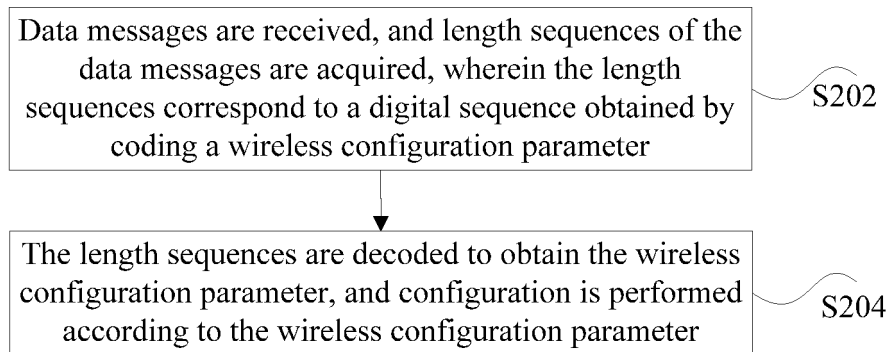 Data messages are received, and length sequences of the
data messages are acquired, wherein the length
sequences correspond to a digital sequence obtained by
coding a wireless configuration parameter
S202
The length sequences are decoded to obtain the wireless
configuration parameter, and configuration is performed
according to the wireless configuration parameter
S204